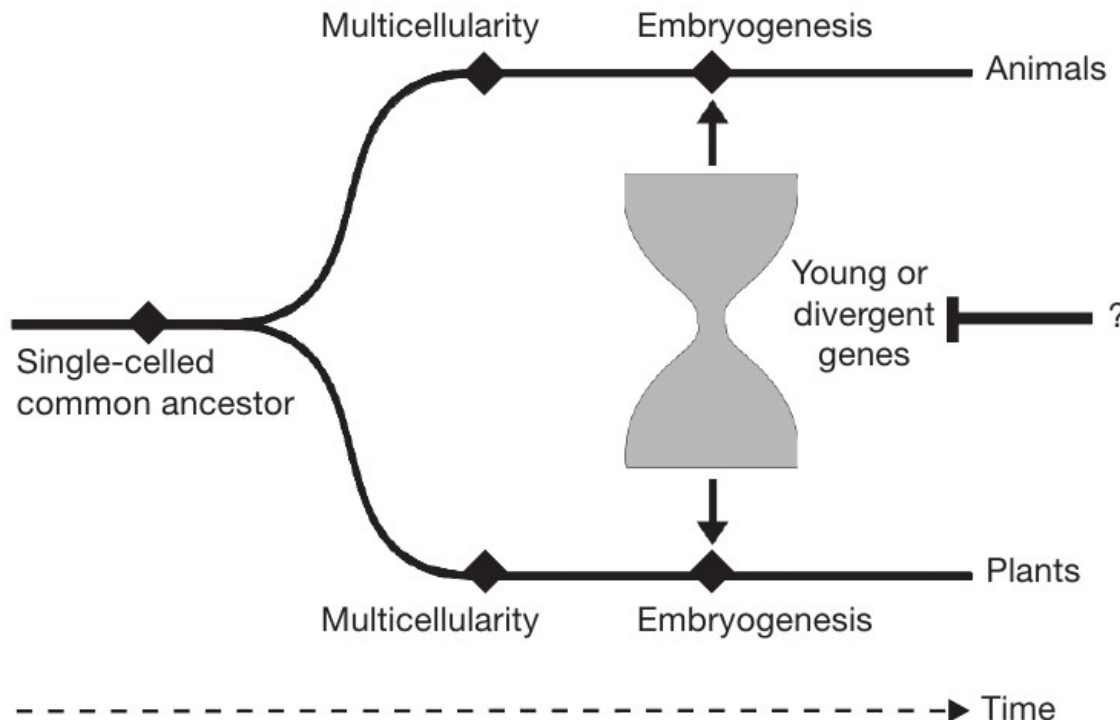 Multicellularity
Embryogenesis
Animals
Young or
divergent
genes
?
Single-celled
common ancestor
Plants
Multicellularity
Embryogenesis
Time